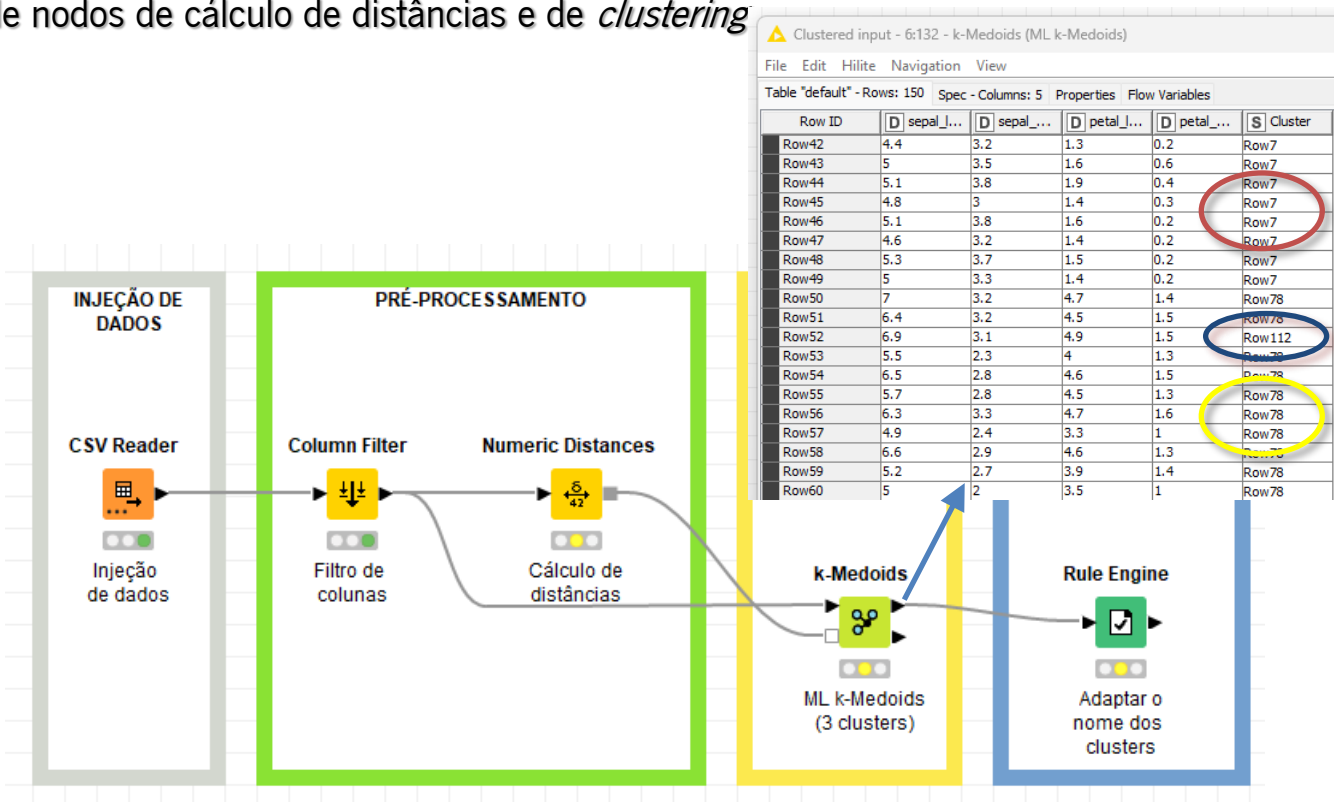 le nodos de cálculo de distâncias e de clustering
Clustered input - 6:132 - k-Medoids (ML k-Medoids)
File Edit Hilite Navigation View
Table "default" - Rows: 150 Spec - Columns: 5 Properties Flow Variables
Row ID D sepal_l... D sepal_... D petal_l... D petal_... S Cluster
Row42 4.4 3.2 1.3 0.2 Row7
Row43 5 3.5 1.6 0.6 Row7
Row44 5.1 3.8 1.9 0.4 Row7
Row45 4.8 3 1.4 0.3 Row7
Row46 5.1 3.8 1.6 0.2 Row7
Row47 4.6 3.2 1.4 0.2 Row7
Row48 5.3 3.7 1.5 0.2 Row7
Row49 5 3.3 1.4 0.2 Row7
Row50 7 3.2 4.7 1.4 Row78
Row51 6.4 3.2 4.5 1.5 Row78
Row52 6.9 3.1 4.9 1.5 Row112
Row53 5.5 2.3 4 1.3 Row78
Row54 6.5 2.8 4.6 1.5 Row78
Row55 5.7 2.8 4.5 1.3 Row78
Row56 6.3 3.3 4.7 1.6 Row78
Row57 4.9 2.4 3.3 1 Row78
Row58 6.6 2.9 4.6 1.3 Row78
Row59 5.2 2.7 3.9 1.4 Row78
Row60 5 2 3.5 1 Row78
INJEÇÃO DE
DADOS
PRÉ-PROCESSAMENTO
CSV Reader
Injeção
de dados
Column Filter
Filtro de
colunas
Numeric Distances
δ
42
Cálculo de
distâncias
k-Medoids
ML k-Medoids
(3 clusters)
Rule Engine
Adaptar o
nome dos
clusters